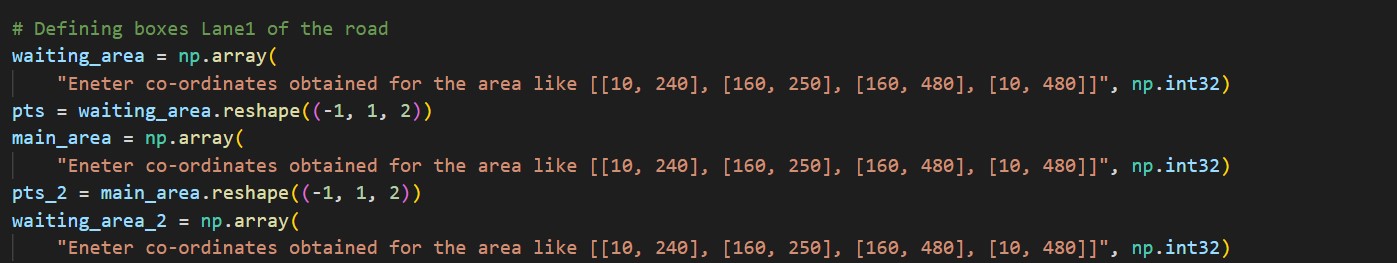 # Defining boxes Lane1 of the road
waiting_area = np.array(
    "Eneter co-ordinates obtained for the area like [[10, 240], [160, 250], [160, 480], [10, 480]]", np.int32)
pts = waiting_area.reshape((-1, 1, 2))
main_area = np.array(
    "Eneter co-ordinates obtained for the area like [[10, 240], [160, 250], [160, 480], [10, 480]]", np.int32)
pts_2 = main_area.reshape((-1, 1, 2))
waiting_area_2 = np.array(
    "Eneter co-ordinates obtained for the area like [[10, 240], [160, 250], [160, 480], [10, 480]]", np.int32)